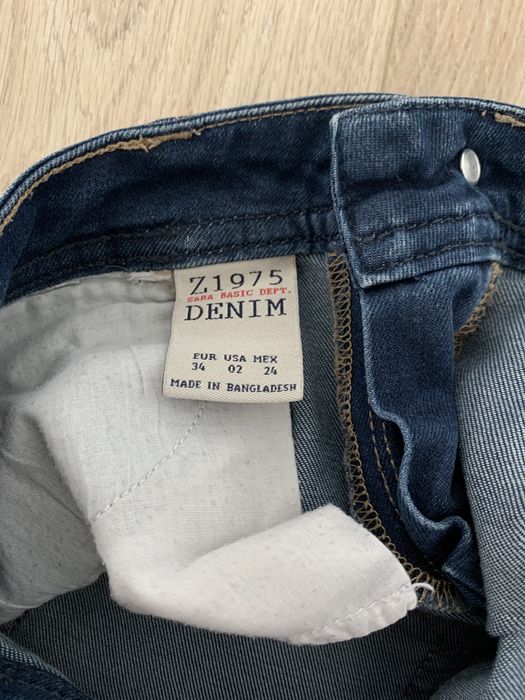 Z1975
ZARA BASIC DEPT.
DENIM
EUR USA MEX
34 02 24
MADE IN BANGLADESH